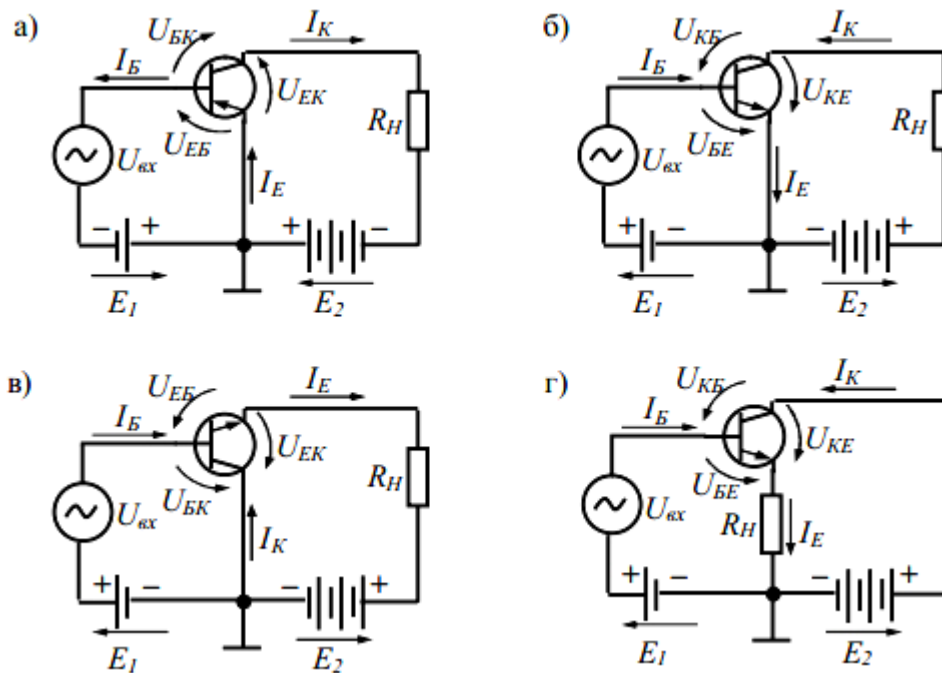 а)
U_БК
I_К
I_Б
U_ЕК
U_ЕБ
R_Н
U_вх
I_Е
− +
+ −
E_1
E_2
б)
U_КБ
I_К
I_Б
U_КЕ
U_БЕ
R_Н
U_вх
I_Е
+ −
− +
E_1
E_2
в)
U_ЕБ
I_Е
I_Б
U_ЕК
U_БК
R_Н
U_вх
I_К
+ −
− +
E_1
E_2
г)
U_КБ
I_К
I_Б
U_КЕ
U_БЕ
U_вх
R_Н
I_Е
+ −
− +
E_1
E_2